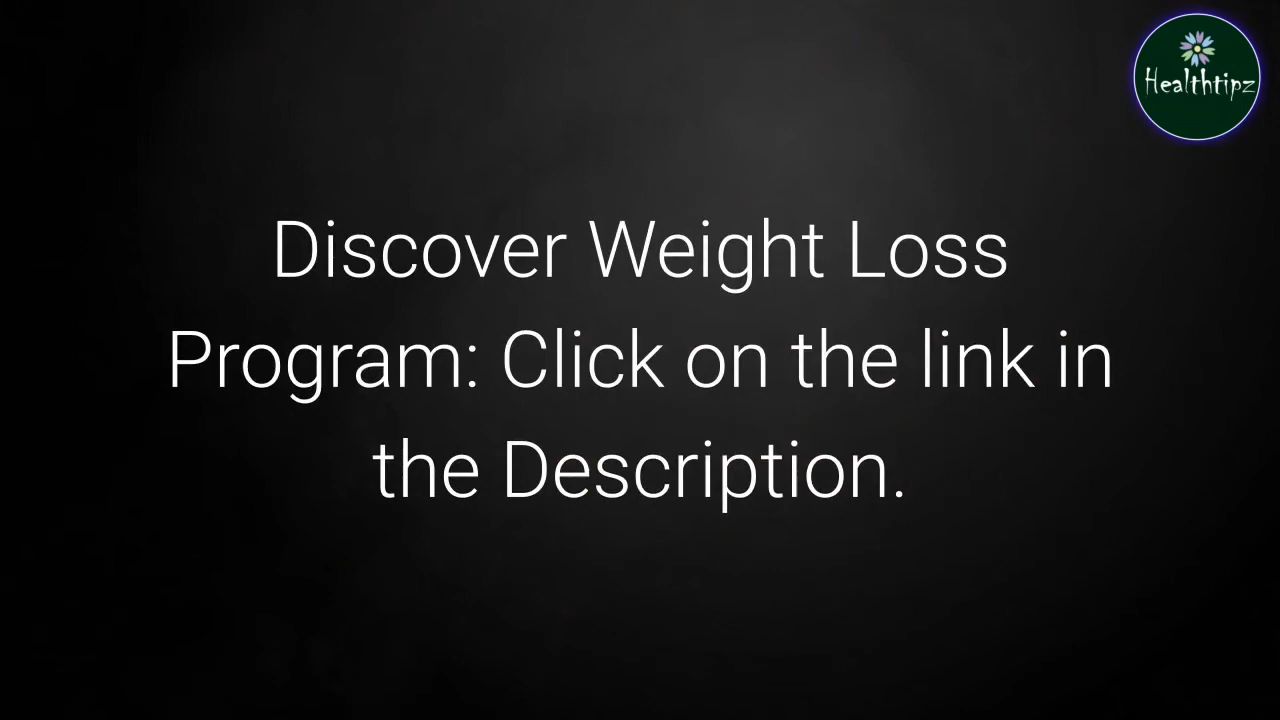 Healthtipz
Discover Weight Loss
Program: Click on the link in
the Description.